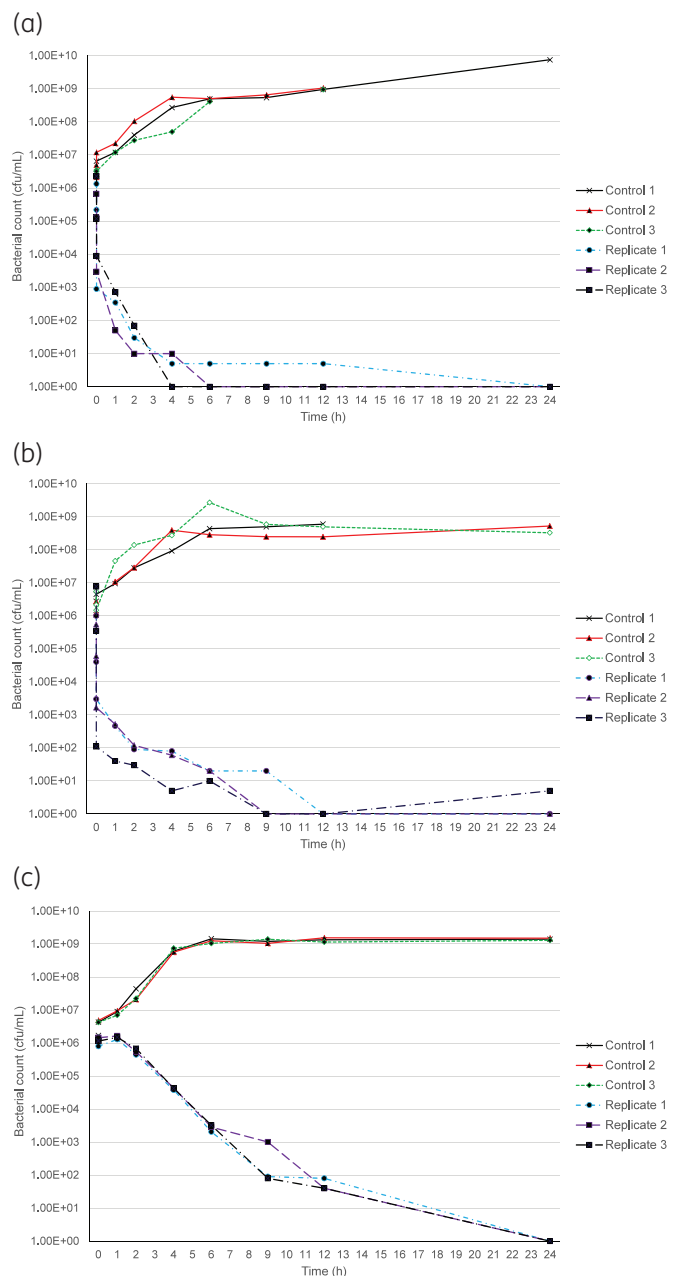 (a)
1.00E+10
1.00E+09
1.00E+08
1.00E+07
1.00E+06
1.00E+05
1.00E+04
1.00E+03
1.00E+02
1.00E+01
1.00E+00
Bacterial count (cfu/mL)
0 1 2 3 4 5 6 7 8 9 10 11 12 13 14 15 16 17 18 19 20 21 22 23 24
Time (h)
Control 1
Control 2
Control 3
Replicate 1
Replicate 2
Replicate 3
(b)
1.00E+10
1.00E+09
1.00E+08
1.00E+07
1.00E+06
1.00E+05
1.00E+04
1.00E+03
1.00E+02
1.00E+01
1.00E+00
Bacterial count (cfu/mL)
0 1 2 3 4 5 6 7 8 9 10 11 12 13 14 15 16 17 18 19 20 21 22 23 24
Time (h)
Control 1
Control 2
Control 3
Replicate 1
Replicate 2
Replicate 3
(c)
1.00E+10
1.00E+09
1.00E+08
1.00E+07
1.00E+06
1.00E+05
1.00E+04
1.00E+03
1.00E+02
1.00E+01
1.00E+00
Bacterial count (cfu/mL)
0 1 2 3 4 5 6 7 8 9 10 11 12 13 14 15 16 17 18 19 20 21 22 23 24
Time (h)
Control 1
Control 2
Control 3
Replicate 1
Replicate 2
Replicate 3